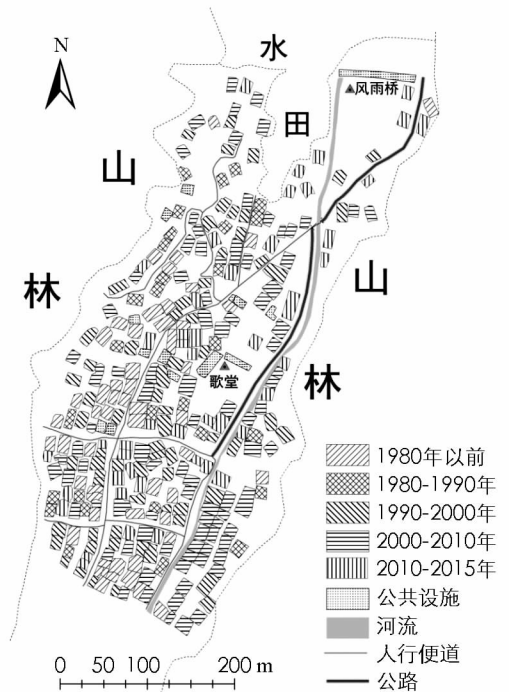 N
水
田
山
林
▲风雨桥
山
林
▲
歌堂
1980年以前
1980-1990年
1990-2000年
2000-2010年
2010-2015年
公共设施
河流
人行便道
公路
0 50 100 200 m